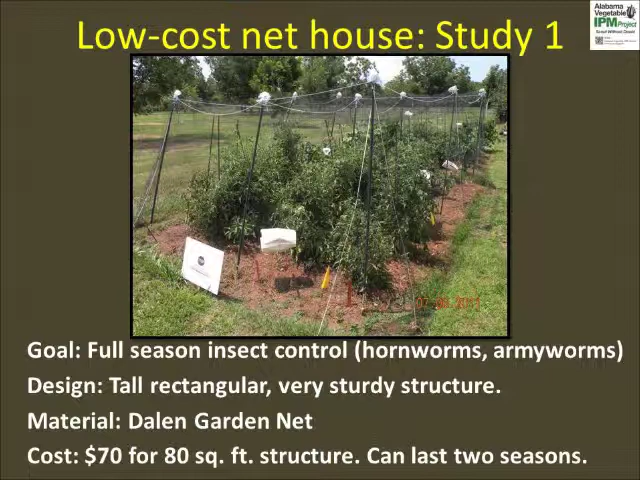 Low-cost net house: Study 1
Alabama
Vegetable
IPM Project
Goal: Full season insect control (hornworms, armyworms)
Design: Tall rectangular, very sturdy structure.
Material: Dalen Garden Net
Cost: $70 for 80 sq. ft. structure. Can last two seasons.